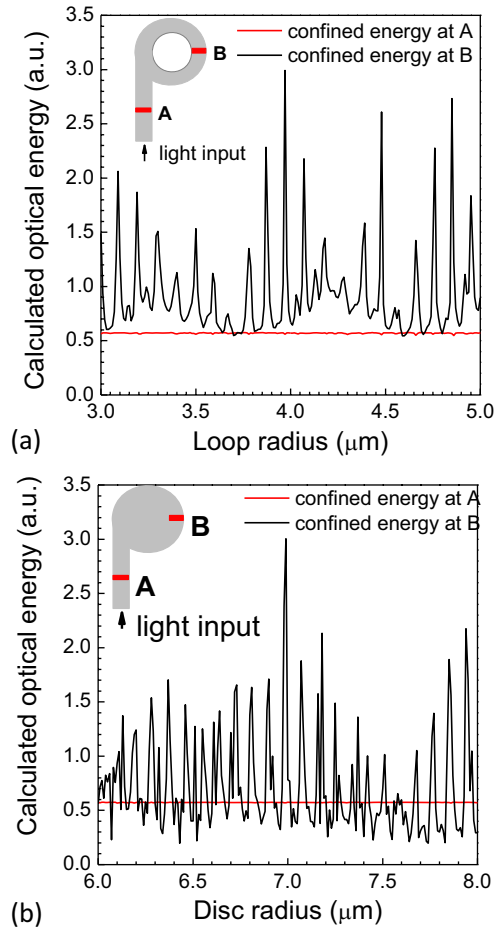 3.5
3.0
2.5
2.0
1.5
1.0
0.5
0.0
Calculated optical energy (a.u.)
confined energy at A
confined energy at B
B
A
light input
3.0 3.5 4.0 4.5 5.0
(a) Loop radius (μm)
3.5
3.0
2.5
2.0
1.5
1.0
0.5
0.0
Calculated optical energy (a.u.)
confined energy at A
confined energy at B
B
A
light input
6.0 6.5 7.0 7.5 8.0
(b) Disc radius (μm)